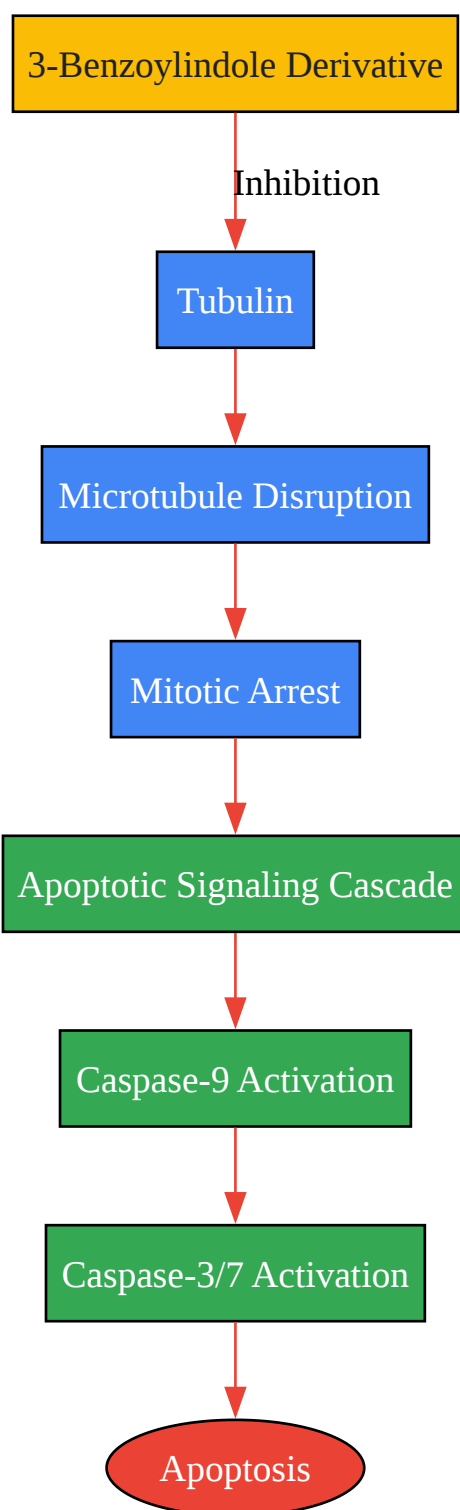 3-Benzoylindole Derivative
Inhibition
Tubulin
Microtubule Disruption
Mitotic Arrest
Apoptotic Signaling Cascade
Caspase-9 Activation
Caspase-3/7 Activation
Apoptosis